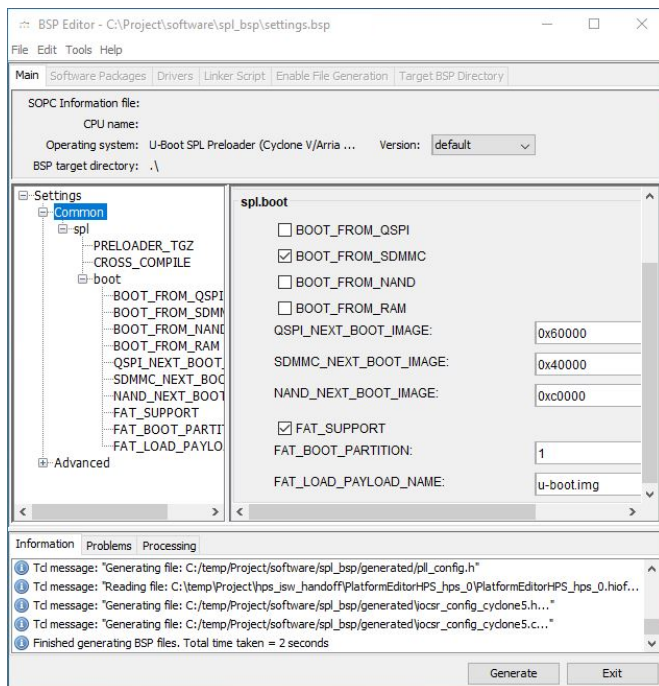 BSP Editor - C:\Project\software\spl_bsp\settings.bsp
File Edit Tools Help
Main Software Packages Drivers Linker Script Enable File Generation Target BSP Directory
SOPC Information file:
CPU name:
Operating system: U-Boot SPL Preloader (Cyclone V/Arria ... Version: default
BSP target directory: .\
Settings
Common
spl
PRELOADER_TGZ
CROSS_COMPILE
boot
BOOT_FROM_QSPI
BOOT_FROM_SDMM
BOOT_FROM_NAND
BOOT_FROM_RAM
QSPI_NEXT_BOOT_
SDMMC_NEXT_BOO
NAND_NEXT_BOOT
FAT_SUPPORT
FAT_BOOT_PARTI
FAT_LOAD_PAYLO
Advanced
spl.boot
BOOT_FROM_QSPI
BOOT_FROM_SDMMC
BOOT_FROM_NAND
BOOT_FROM_RAM
QSPI_NEXT_BOOT_IMAGE: 0x60000
SDMMC_NEXT_BOOT_IMAGE: 0x40000
NAND_NEXT_BOOT_IMAGE: 0xc0000
FAT_SUPPORT
FAT_BOOT_PARTITION: 1
FAT_LOAD_PAYLOAD_NAME: u-boot.img
Information Problems Processing
Tcl message: "Generating file: C:/temp/Project/software/spl_bsp/generated/pll_config.h"
Tcl message: "Reading file: C:\temp\Project\hps_isw_handoff\PlatformEditorHPS_hps_0\PlatformEditorHPS_hps_0.hiof...
Tcl message: "Generating file: C:/temp/Project/software/spl_bsp/generated\iocsr_config_cyclone5.h..."
Tcl message: "Generating file: C:/temp/Project/software/spl_bsp/generated\iocsr_config_cyclone5.c..."
Finished generating BSP files. Total time taken = 2 seconds
Generate Exit